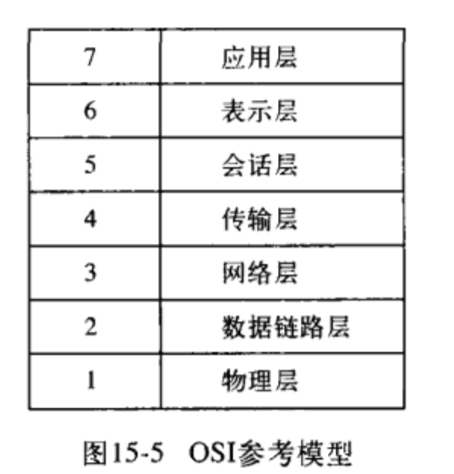 7 应用层
6 表示层
5 会话层
4 传输层
3 网络层
2 数据链路层
1 物理层
图15-5 OSI参考模型